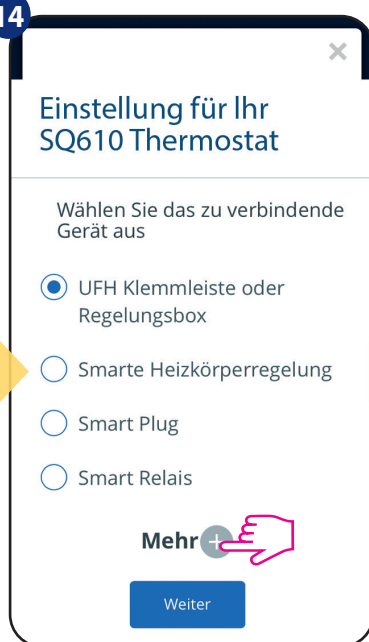 14
×
Einstellung für Ihr
SQ610 Thermostat
Wählen Sie das zu verbindende
Gerät aus
UFH Klemmleiste oder
Regelungsbox
Smarte Heizkörperregelung
Smart Plug
Smart Relais
Mehr +
Weiter